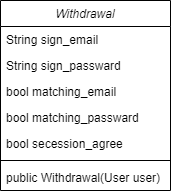 Withdrawal
String sign_email
String sign_passward
bool matching_email
bool matching_passward
bool secession_agree
public Withdrawal(User user)